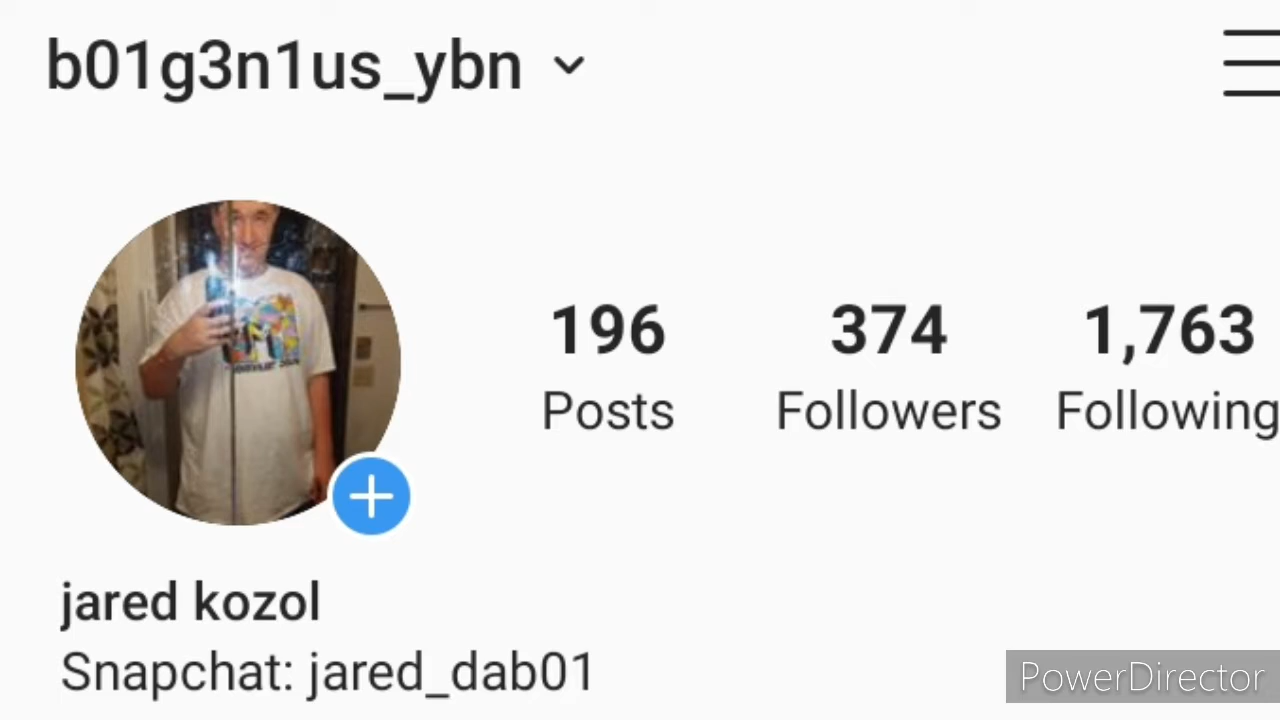 b01g3n1us_ybn
196 374 1,763
Posts Followers Following
jared kozol
Snapchat: jared_dab01
PowerDirector